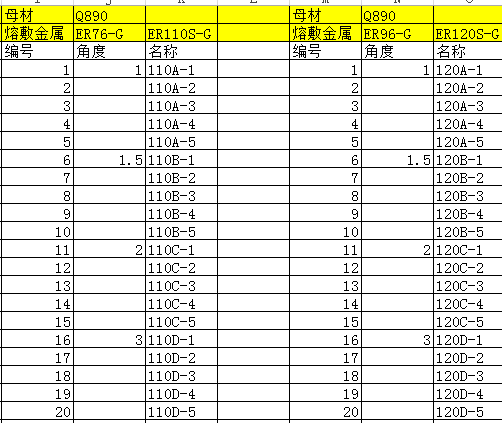 母材 Q890 母材 Q890
熔敷金属 ER76-G ER110S-G 熔敷金属 ER96-G ER120S-G
编号 角度 名称 编号 角度 名称
1 1 110A-1 1 1 120A-1
2 110A-2 2 120A-2
3 110A-3 3 120A-3
4 110A-4 4 120A-4
5 110A-5 5 120A-5
6 1.5 110B-1 6 1.5 120B-1
7 110B-2 7 120B-2
8 110B-3 8 120B-3
9 110B-4 9 120B-4
10 110B-5 10 120B-5
11 2 110C-1 11 2 120C-1
12 110C-2 12 120C-2
13 110C-3 13 120C-3
14 110C-4 14 120C-4
15 110C-5 15 120C-5
16 3 110D-1 16 3 120D-1
17 110D-2 17 120D-2
18 110D-3 18 120D-3
19 110D-4 19 120D-4
20 110D-5 20 120D-5